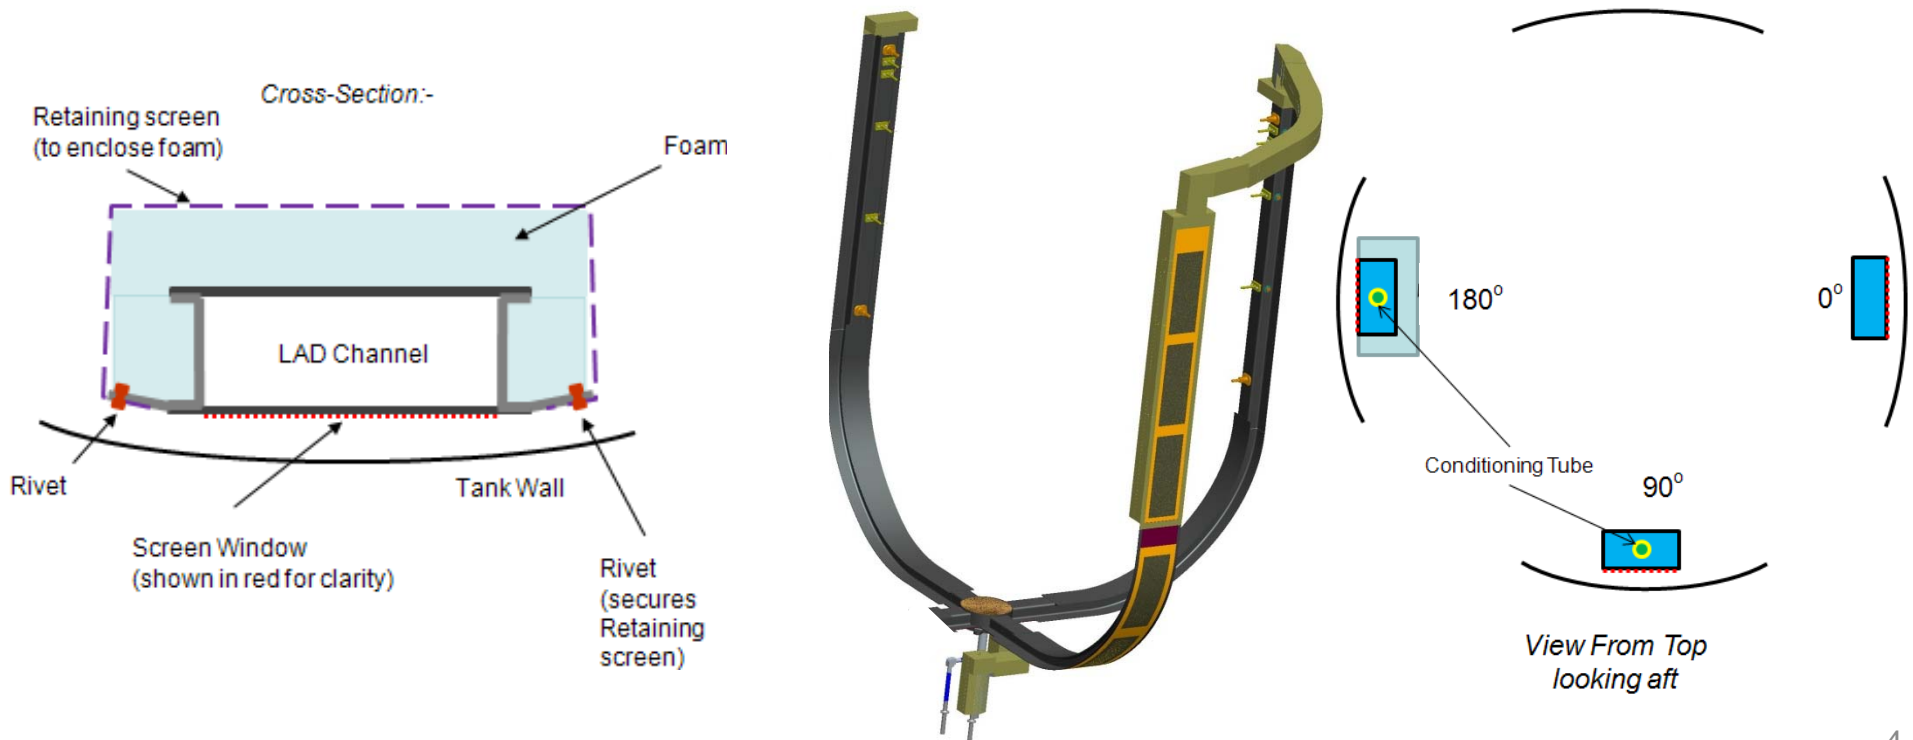 Cross-Section:-
Retaining screen
(to enclose foam)
Foam
LAD Channel
Rivet
Tank Wall
Screen Window
(shown in red for clarity)
Rivet
(secures
Retaining
screen)
180°
0°
Conditioning Tube
90°
View From Top
looking aft
4